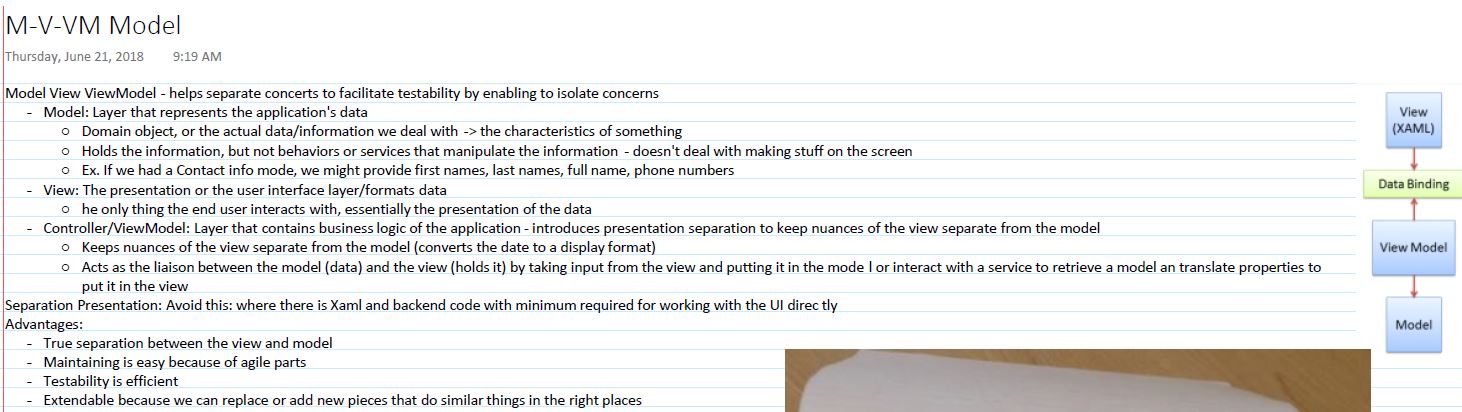 M-V-VM Model
Thursday, June 21, 2018 9:19 AM
Model View ViewModel - helps separate concerts to facilitate testability by enabling to isolate concerns
- Model: Layer that represents the application's data
o Domain object, or the actual data/information we deal with -> the characteristics of something
o Holds the information, but not behaviors or services that manipulate the information - doesn't deal with making stuff on the screen
o Ex. If we had a Contact info mode, we might provide first names, last names, full name, phone numbers
- View: The presentation or the user interface layer/formats data
o he only thing the end user interacts with, essentially the presentation of the data
- Controller/ViewModel: Layer that contains business logic of the application - introduces presentation separation to keep nuances of the view separate from the model
o Keeps nuances of the view separate from the model (converts the date to a display format)
o Acts as the liaison between the model (data) and the view (holds it) by taking input from the view and putting it in the mode l or interact with a service to retrieve a model an translate properties to
put it in the view
Separation Presentation: Avoid this: where there is Xaml and backend code with minimum required for working with the UI direc tly
Advantages:
- True separation between the view and model
- Maintaining is easy because of agile parts
- Testability is efficient
- Extendable because we can replace or add new pieces that do similar things in the right places
View
(XAML)
Data Binding
View Model
Model